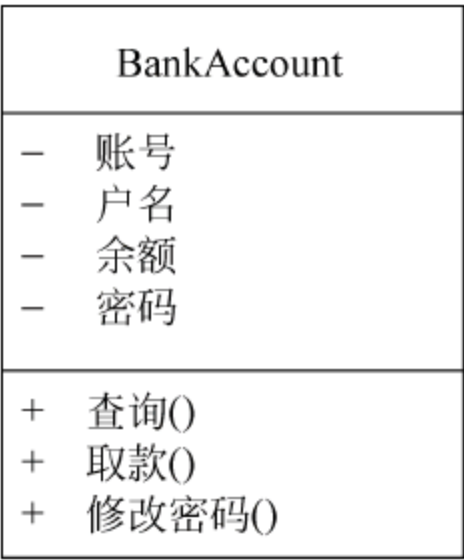 BankAccount
− 账号
− 户名
− 余额
− 密码
+ 查询()
+ 取款()
+ 修改密码()